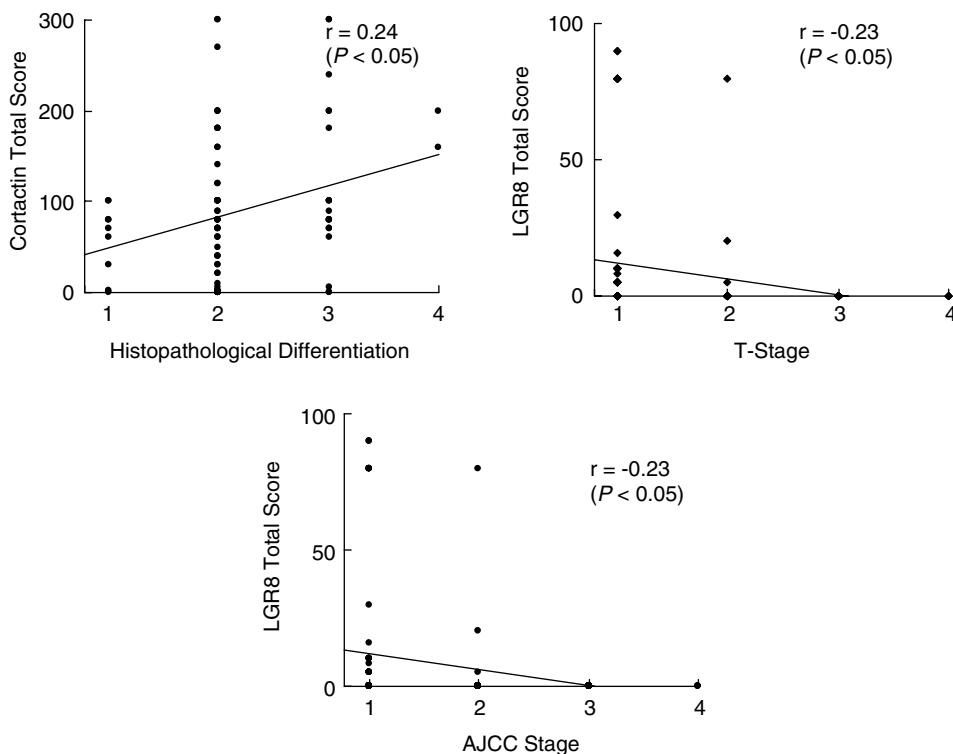 300
200
100
0
Cortactin Total Score
r = 0.24
(P < 0.05)
1 2 3 4
Histopathological Differentiation
100
50
0
LGR8 Total Score
r = -0.23
(P < 0.05)
1 2 3 4
T-Stage
100
50
0
LGR8 Total Score
r = -0.23
(P < 0.05)
1 2 3 4
AJCC Stage